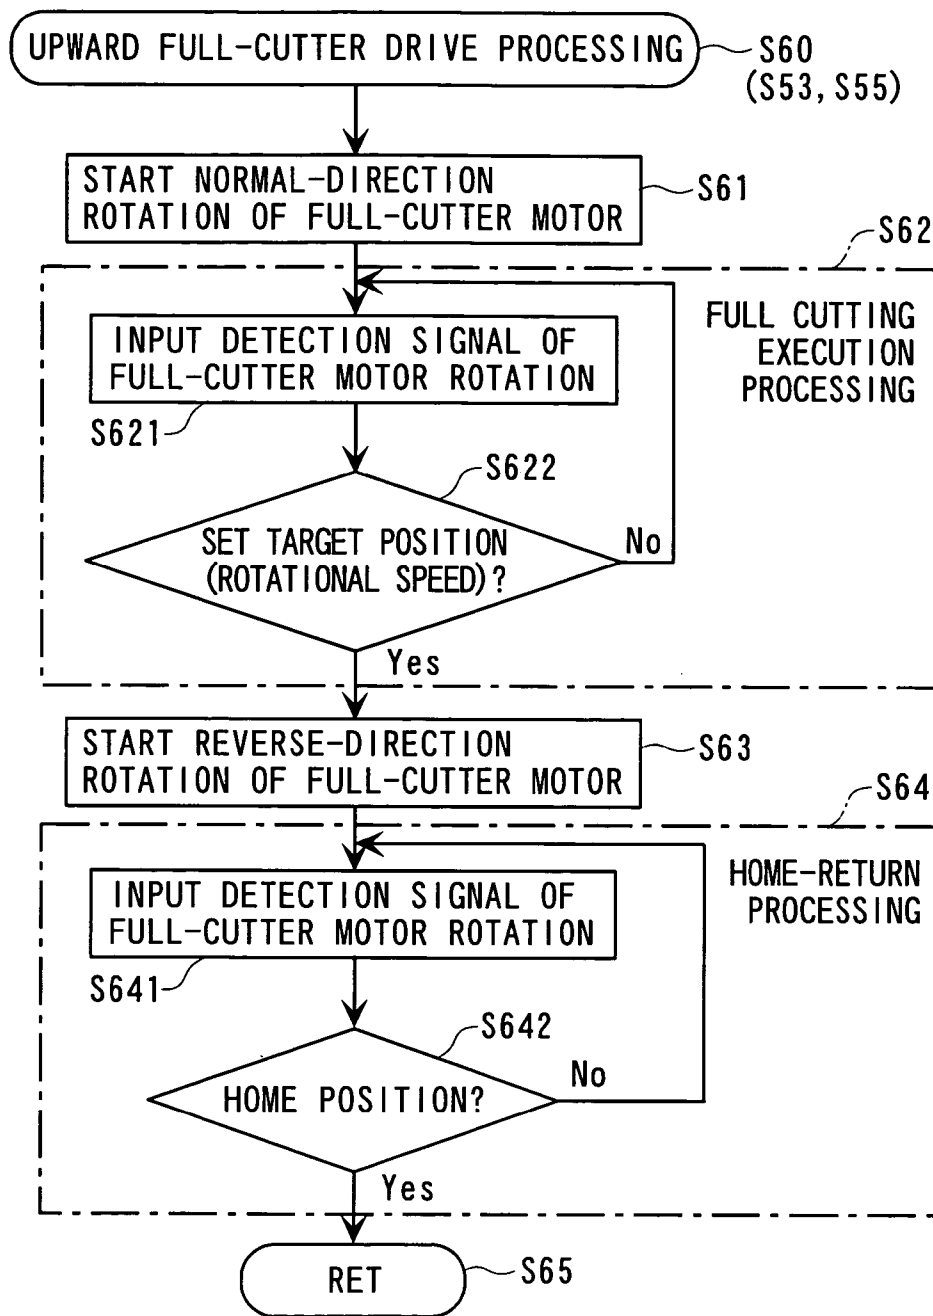 UPWARD FULL-CUTTER DRIVE PROCESSING
S60
(S53, S55)
START NORMAL-DIRECTION
ROTATION OF FULL-CUTTER MOTOR
S61
S62
FULL CUTTING
EXECUTION
PROCESSING
INPUT DETECTION SIGNAL OF
FULL-CUTTER MOTOR ROTATION
S621
S622
SET TARGET POSITION
(ROTATIONAL SPEED)?
No
Yes
START REVERSE-DIRECTION
ROTATION OF FULL-CUTTER MOTOR
S63
S64
HOME-RETURN
PROCESSING
INPUT DETECTION SIGNAL OF
FULL-CUTTER MOTOR ROTATION
S641
S642
HOME POSITION?
No
Yes
RET
S65